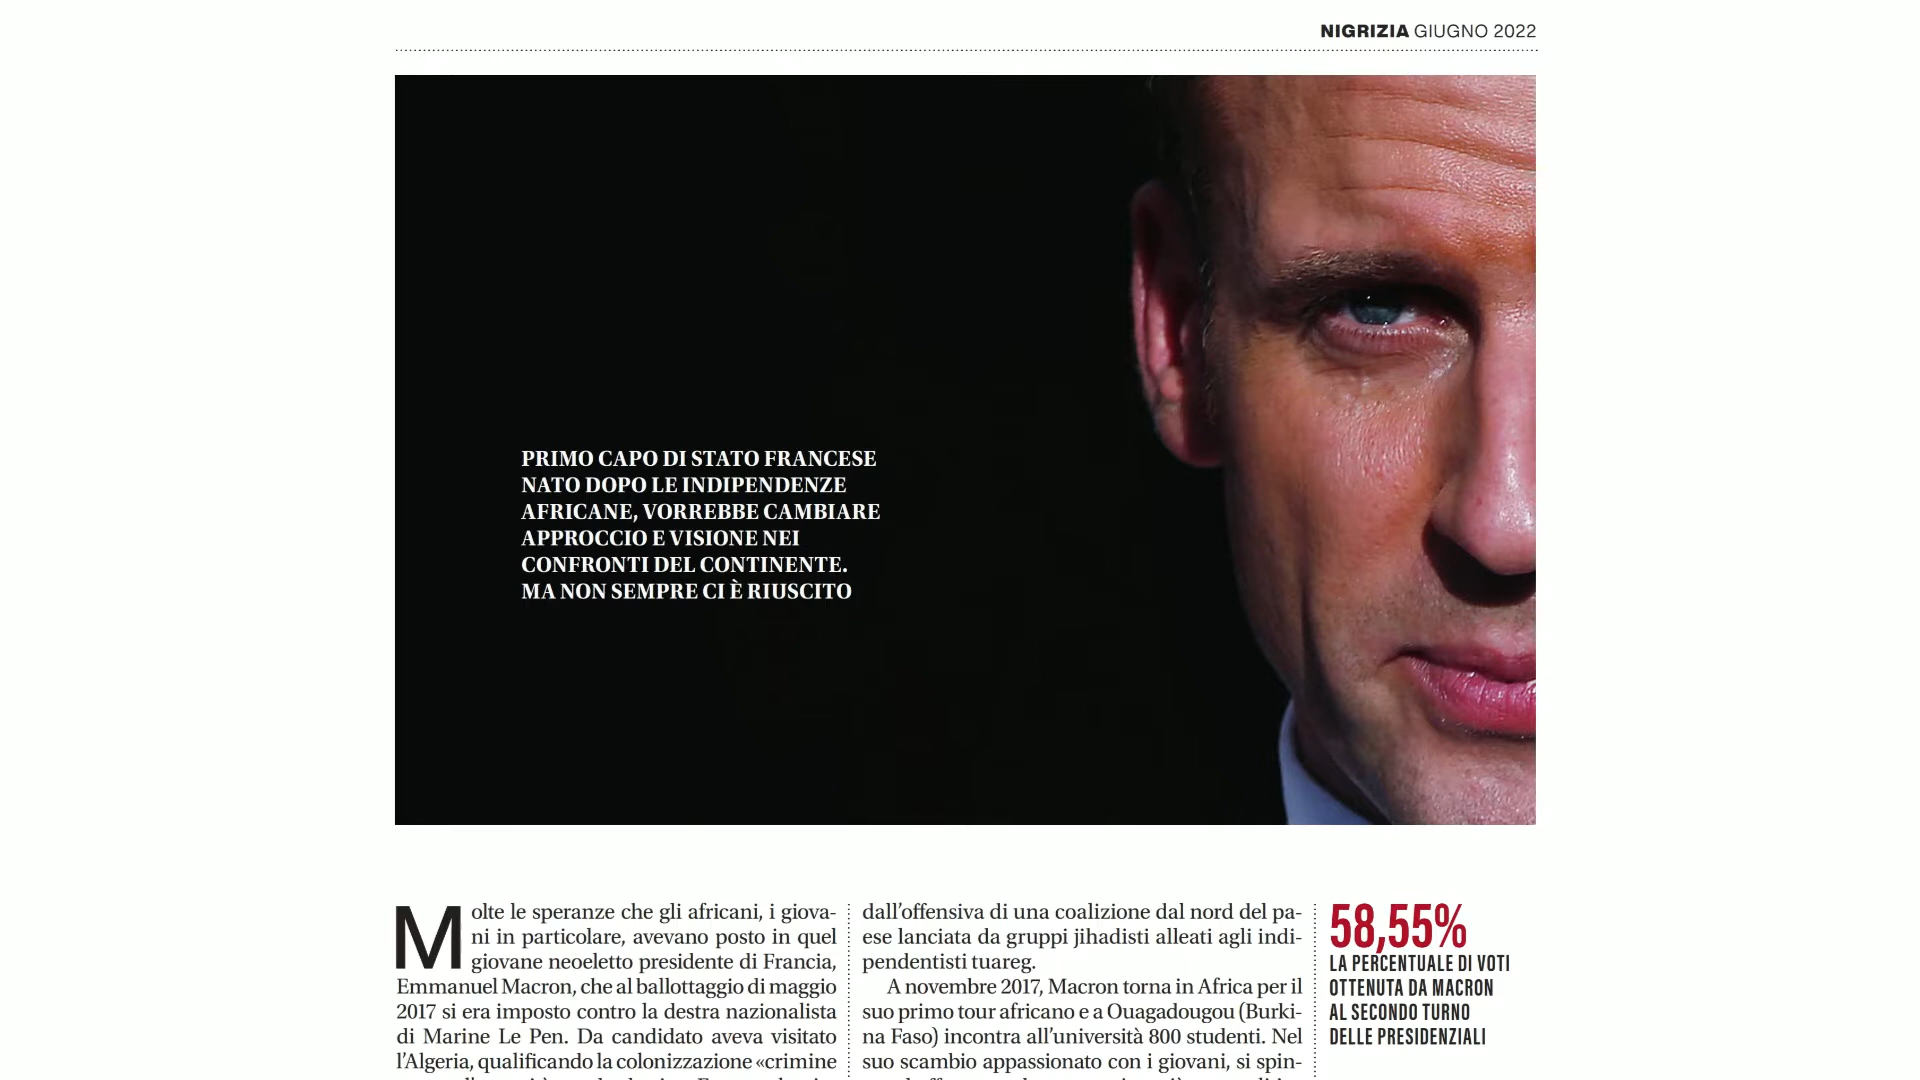 NIGRIZIA GIUGNO 2022
PRIMO CAPO DI STATO FRANCESE
NATO DOPO LE INDIPENDENZE
AFRICANE, VORREBBE CAMBIARE
APPROCCIO E VISIONE NEI
CONFRONTI DEL CONTINENTE.
MA NON SEMPRE CI È RIUSCITO
Molte le speranze che gli africani, i giova-
ni in particolare, avevano posto in quel
giovane neoeletto presidente di Francia,
Emmanuel Macron, che al ballottaggio di maggio
2017 si era imposto contro la destra nazionalista
di Marine Le Pen. Da candidato aveva visitato
l'Algeria, qualificando la colonizzazione «crimine
dall'offensiva di una coalizione dal nord del pa-
ese lanciata da gruppi jihadisti alleati agli indi-
pendentisti tuareg.
A novembre 2017, Macron torna in Africa per il
suo primo tour africano e a Ouagadougou (Burki-
na Faso) incontra all'università 800 studenti. Nel
suo scambio appassionato con i giovani, si spin-
58,55%
LA PERCENTUALE DI VOTI
OTTENUTA DA MACRON
AL SECONDO TURNO
DELLE PRESIDENZIALI